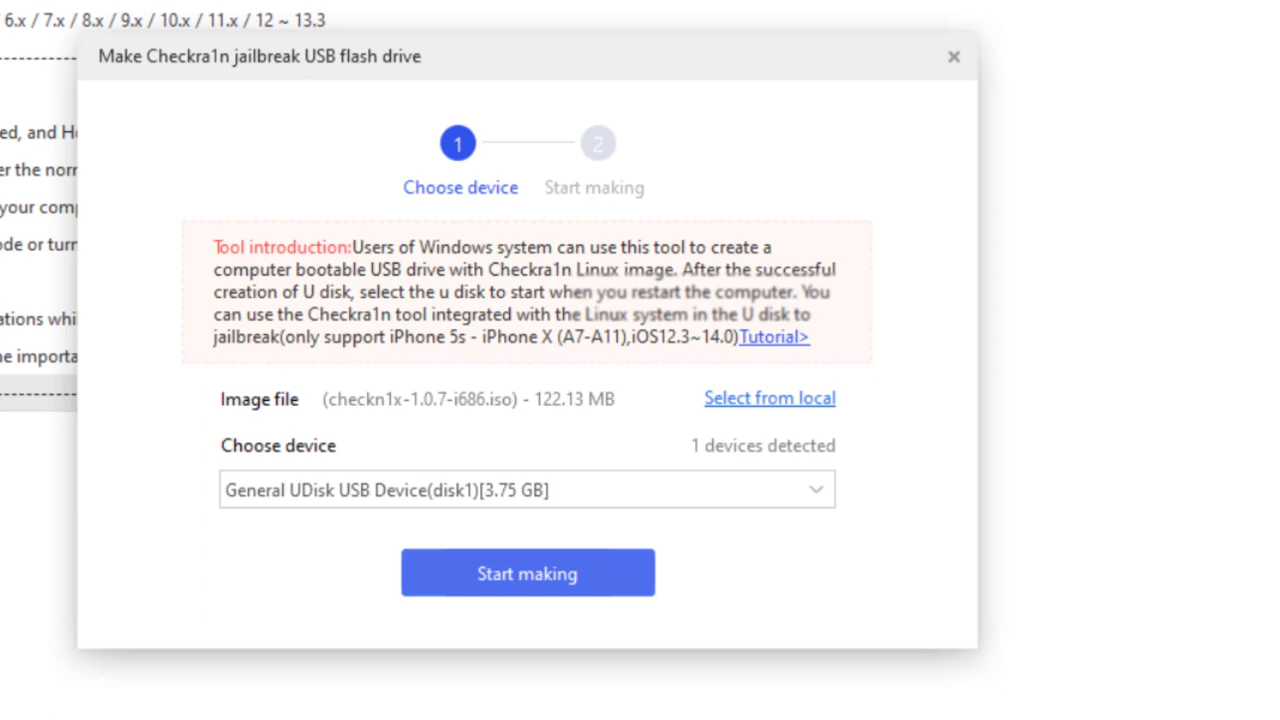 6.x / 7.x / 8.x / 9.x / 10.x / 11.x / 12 ~ 13.3
Make Checkra1n jailbreak USB flash drive
ed, and H
er the norr
your comp
ode or turn
ations whi
ne importa
1
2
Choose device
Start making
Tool introduction:Users of Windows system can use this tool to create a
computer bootable USB drive with Checkra1n Linux image. After the successful
creation of U disk, select the u disk to start when you restart the computer. You
can use the Checkra1n tool integrated with the Linux system in the U disk to
jailbreak(only support iPhone 5s - iPhone X (A7-A11),iOS12.3~14.0)Tutorial>
Image file (checkn1x-1.0.7-i686.iso) - 122.13 MB Select from local
Choose device 1 devices detected
General UDisk USB Device(disk1)[3.75 GB]
Start making